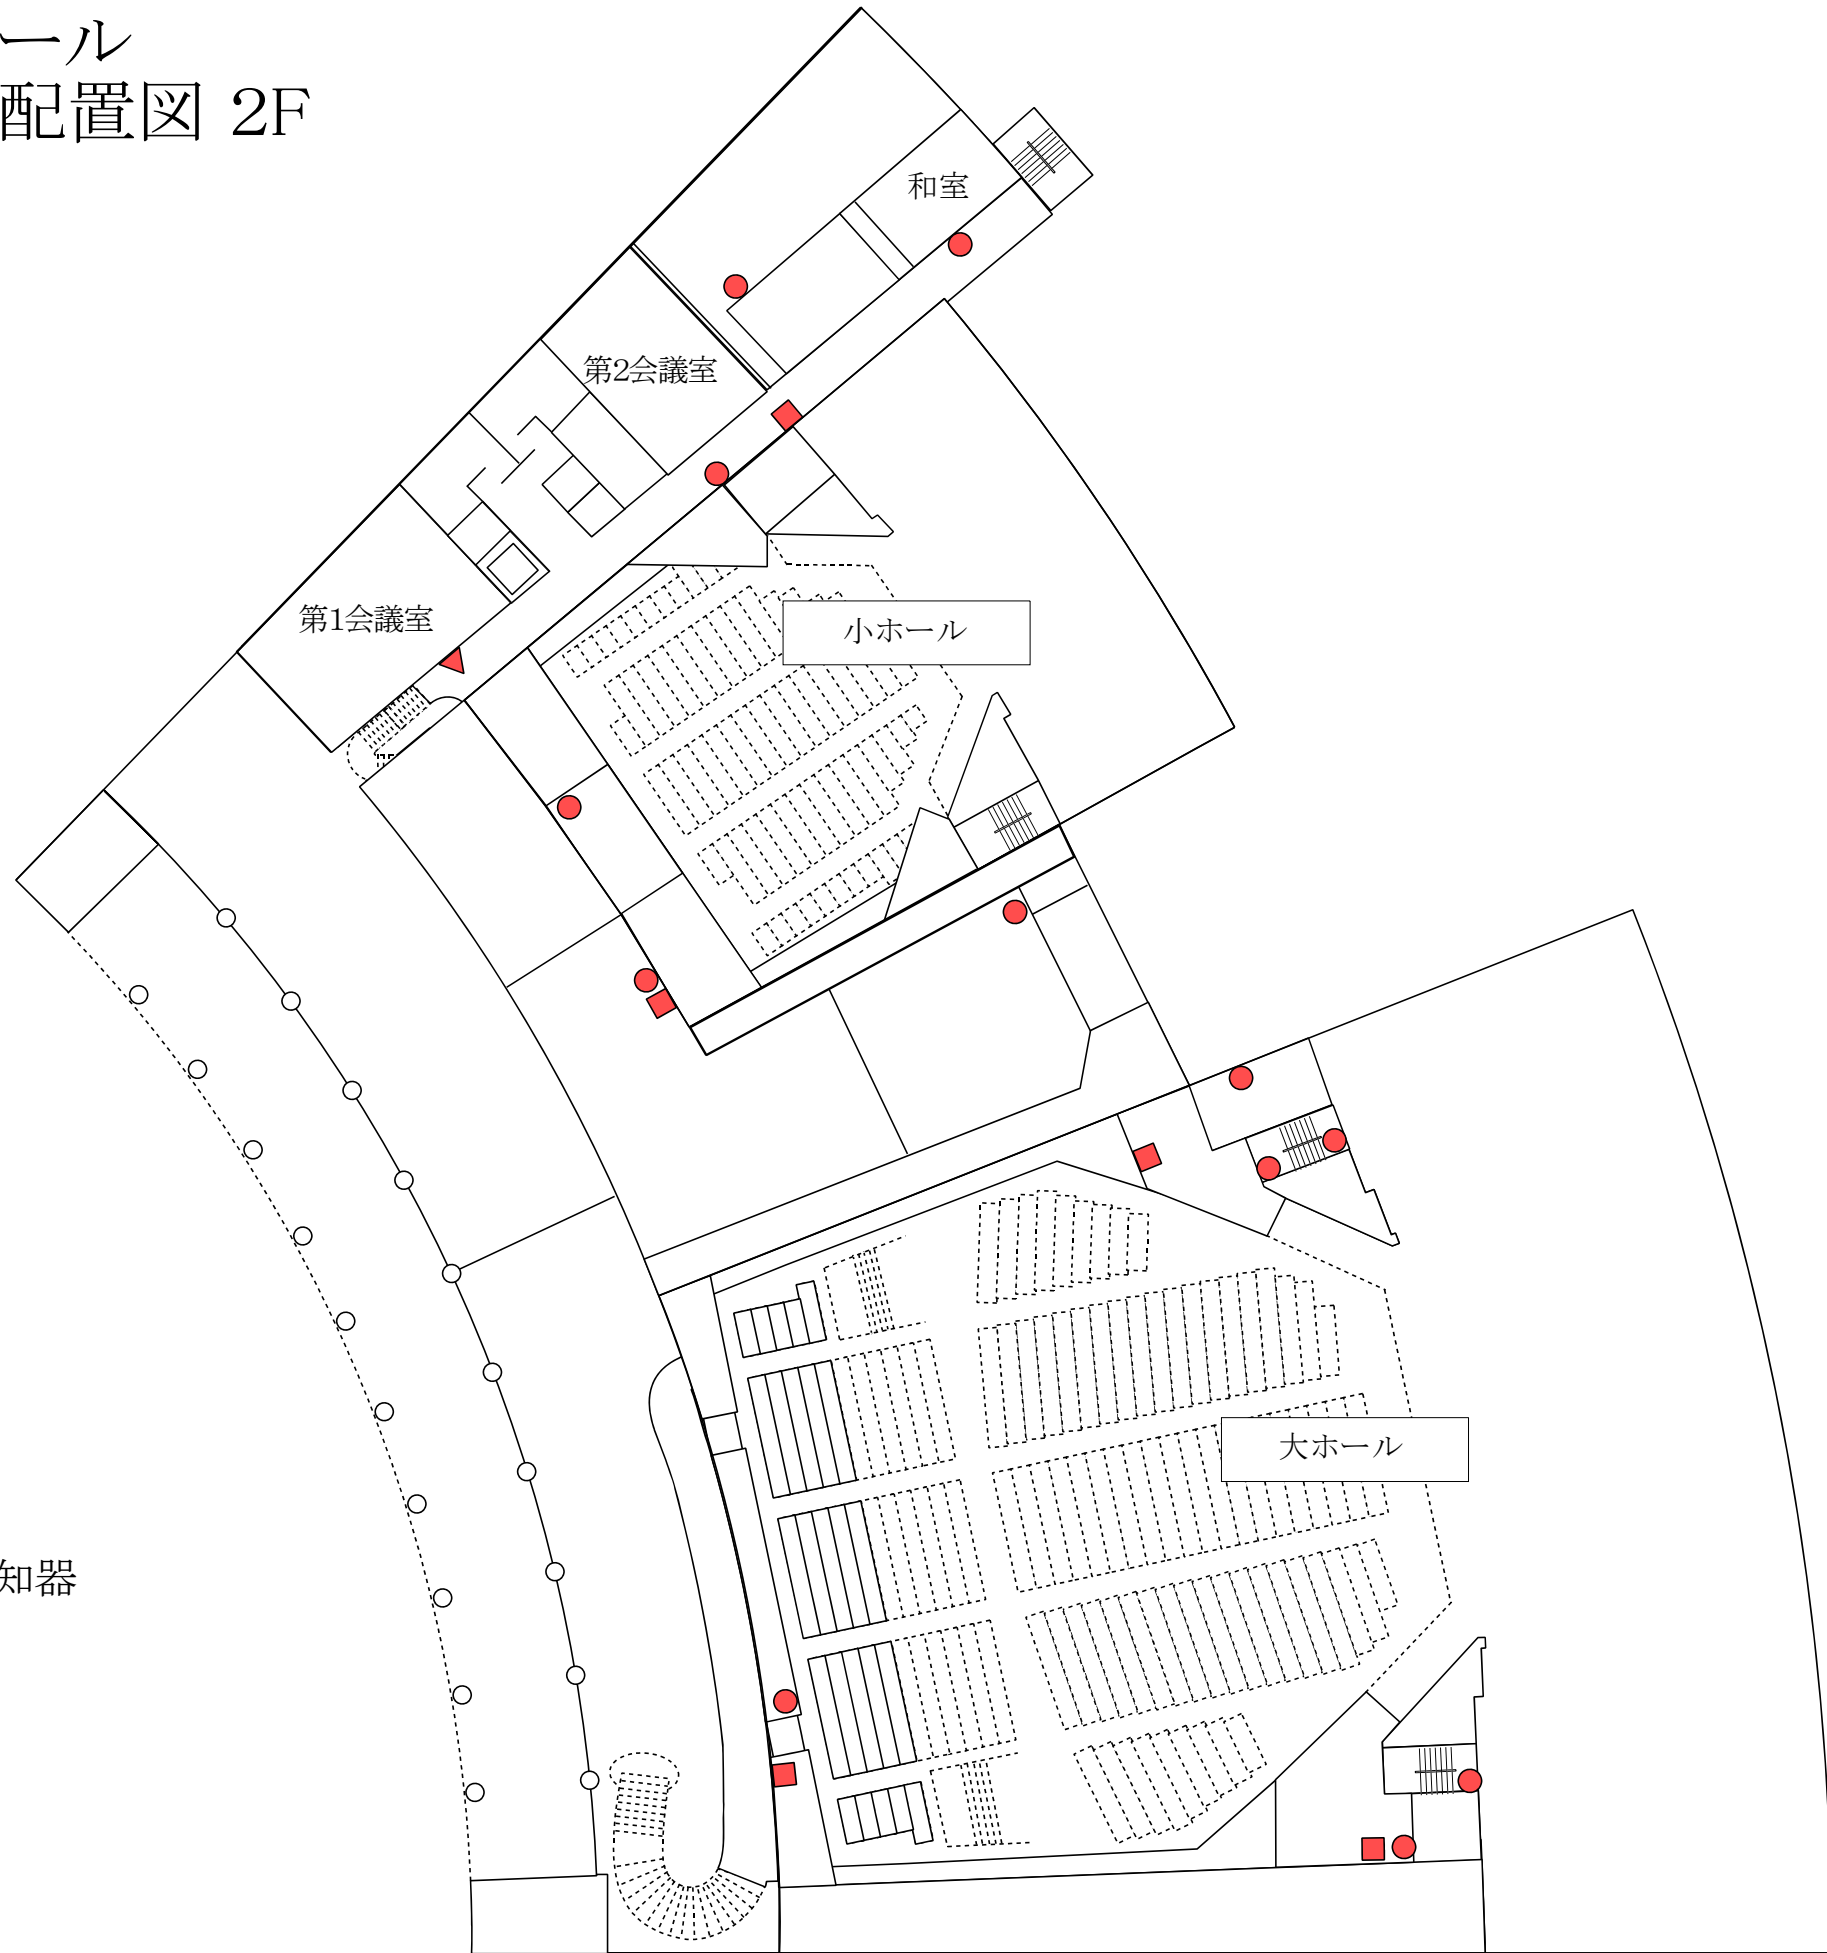 ール
配置図 2F
和室
第2会議室
第1会議室
小ホール
大ホール
知器